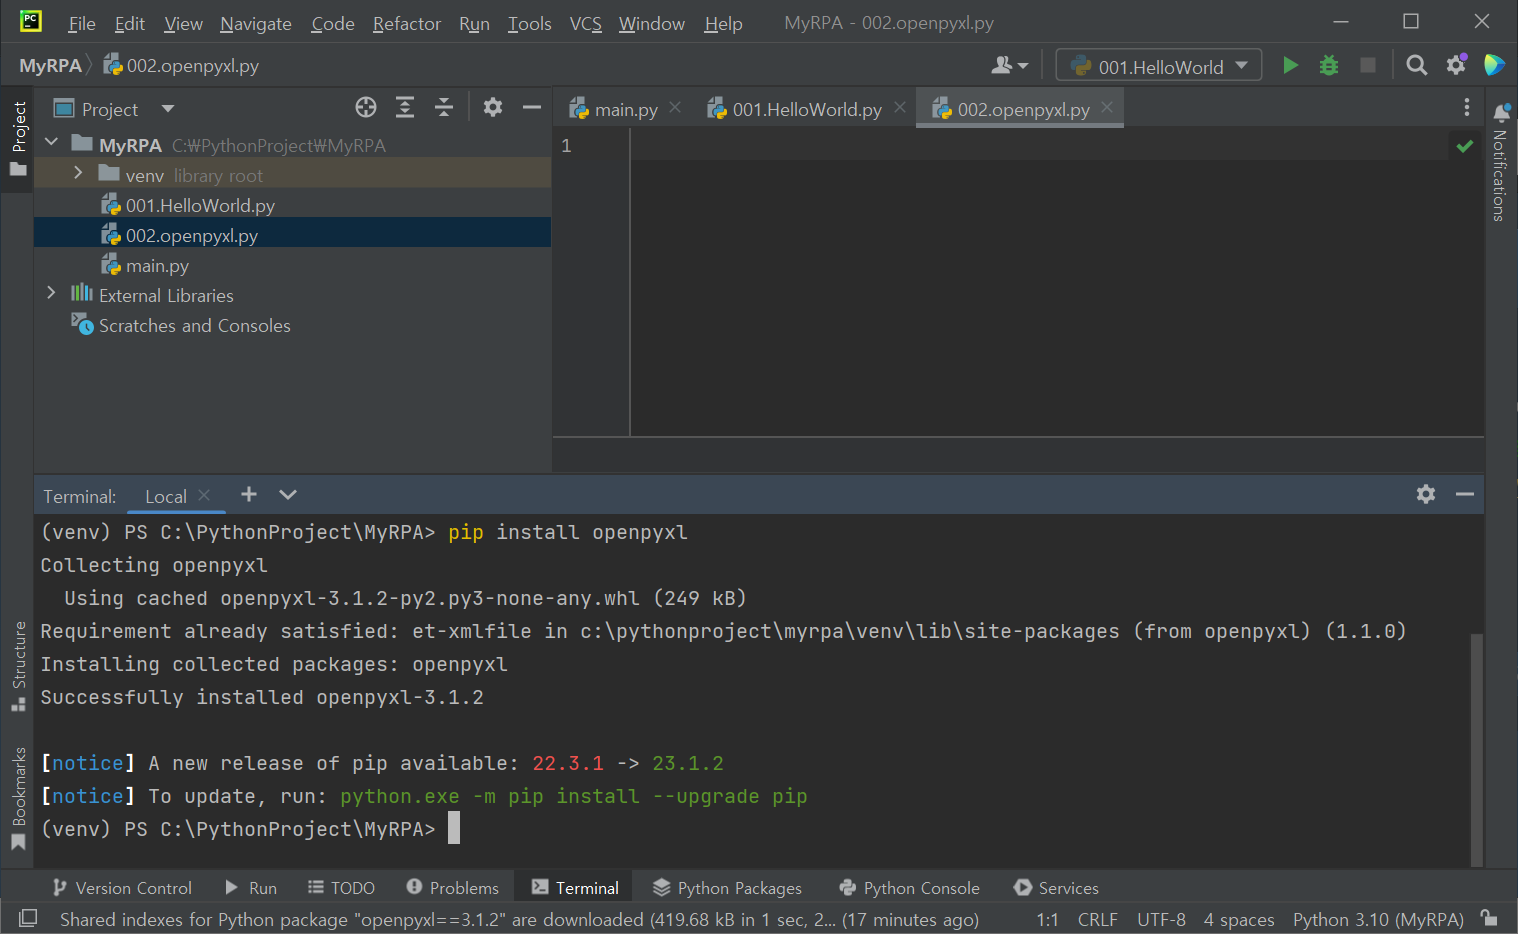 PC
File Edit View Navigate Code Refactor Run Tools VCS Window Help MyRPA - 002.openpyxl.py
MyRPA 002.openpyxl.py
001.HelloWorld
Project
Project
main.py 001.HelloWorld.py 002.openpyxl.py
Notifications
MyRPA C:₩PythonProject₩MyRPA
1
venv library root
001.HelloWorld.py
002.openpyxl.py
main.py
External Libraries
Scratches and Consoles
Structure
Bookmarks
Terminal: Local
(venv) PS C:\PythonProject\MyRPA> pip install openpyxl
Collecting openpyxl
Using cached openpyxl-3.1.2-py2.py3-none-any.whl (249 kB)
Requirement already satisfied: et-xmlfile in c:\pythonproject\myrpa\venv\lib\site-packages (from openpyxl) (1.1.0)
Installing collected packages: openpyxl
Successfully installed openpyxl-3.1.2
[notice] A new release of pip available: 22.3.1 -> 23.1.2
[notice] To update, run: python.exe -m pip install --upgrade pip
(venv) PS C:\PythonProject\MyRPA>
Version Control Run TODO Problems Terminal Python Packages Python Console Services
Shared indexes for Python package "openpyxl==3.1.2" are downloaded (419.68 kB in 1 sec, 2... (17 minutes ago) 1:1 CRLF UTF-8 4 spaces Python 3.10 (MyRPA)